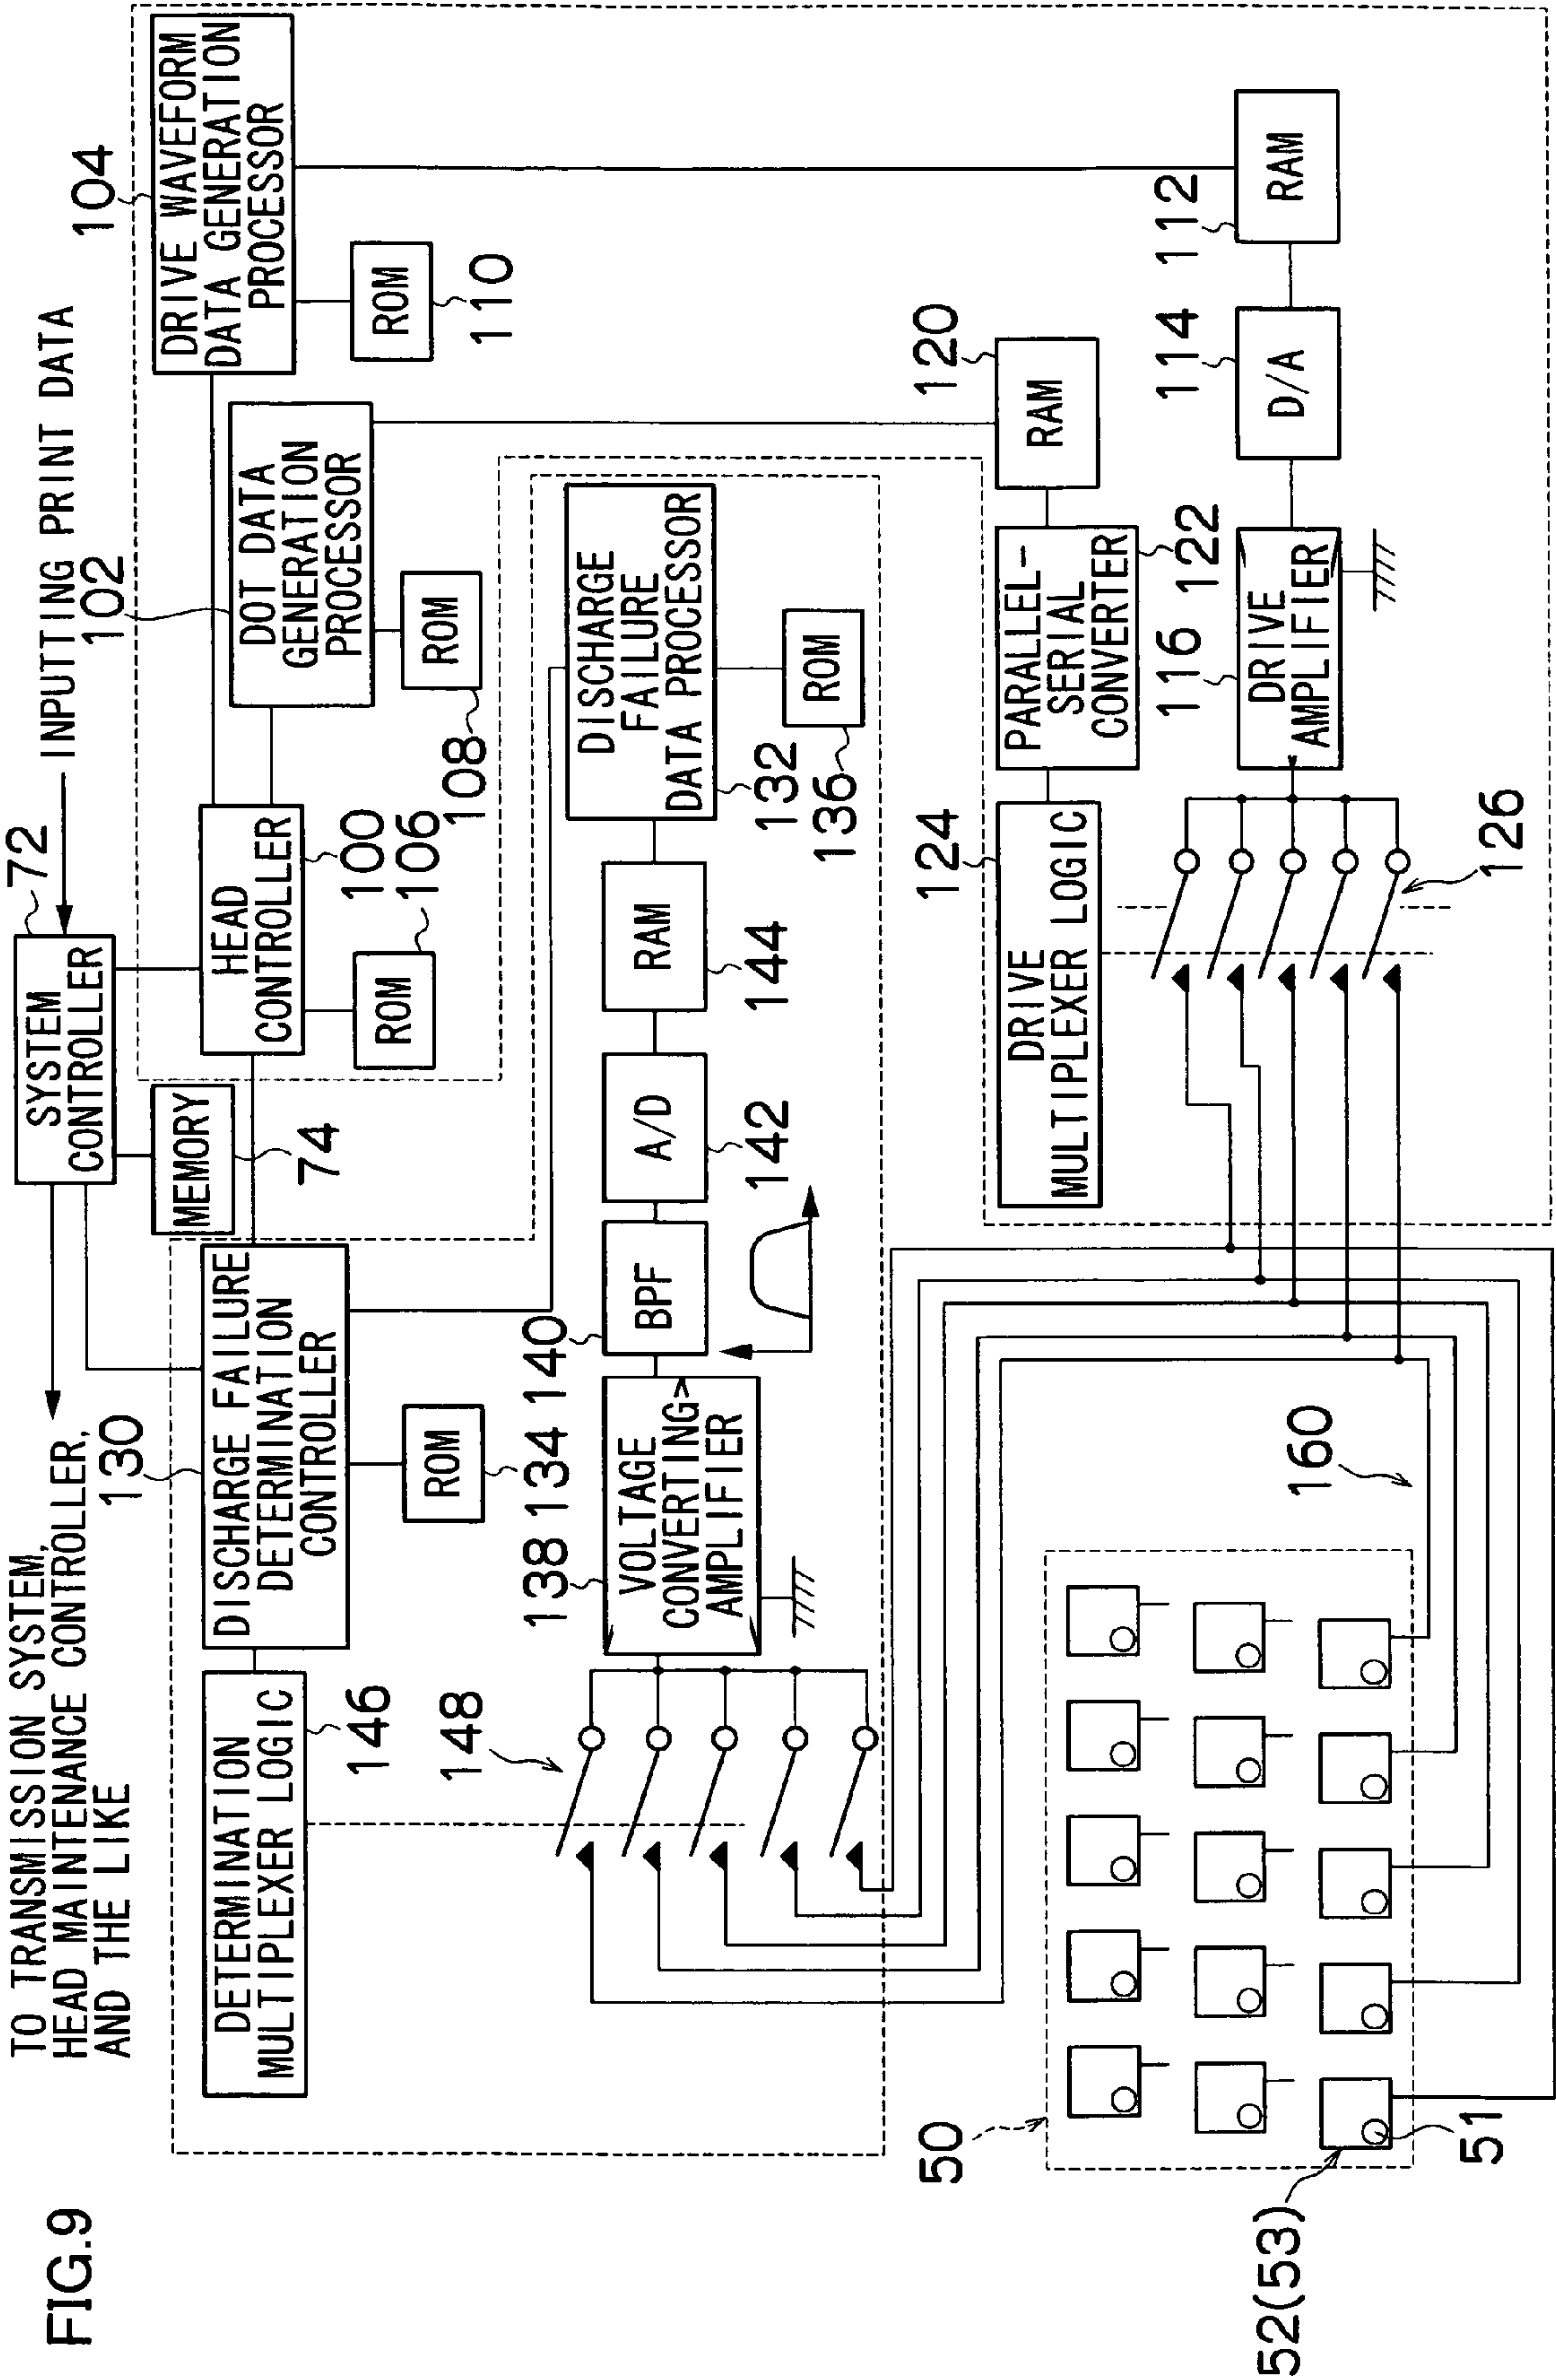 FIG.9
TO TRANSMISSION SYSTEM,
HEAD MAINTENANCE CONTROLLER,
AND THE LIKE
72
INPUTTING PRINT DATA
SYSTEM
CONTROLLER
MEMORY
74
104
DRIVE WAVEFORM
DATA GENERATION
PROCESSOR
ROM
110
102
DOT DATA
GENERATION
PROCESSOR
ROM
108
HEAD
CONTROLLER
100
ROM
106
130
DISCHARGE FAILURE
DETERMINATION
CONTROLLER
ROM
134
DETERMINATION
MULTIPLEXER LOGIC
146
148
138
VOLTAGE
CONVERTING
AMPLIFIER
140
BPF
A/D
142
RAM
144
DISCHARGE
FAILURE
DATA PROCESSOR
132
ROM
136
120
RAM
PARALLEL-
SERIAL
CONVERTER
122
124
DRIVE
MULTIPLEXER LOGIC
112
RAM
114
D/A
116
DRIVE
AMPLIFIER
126
160
50
52(53)
51